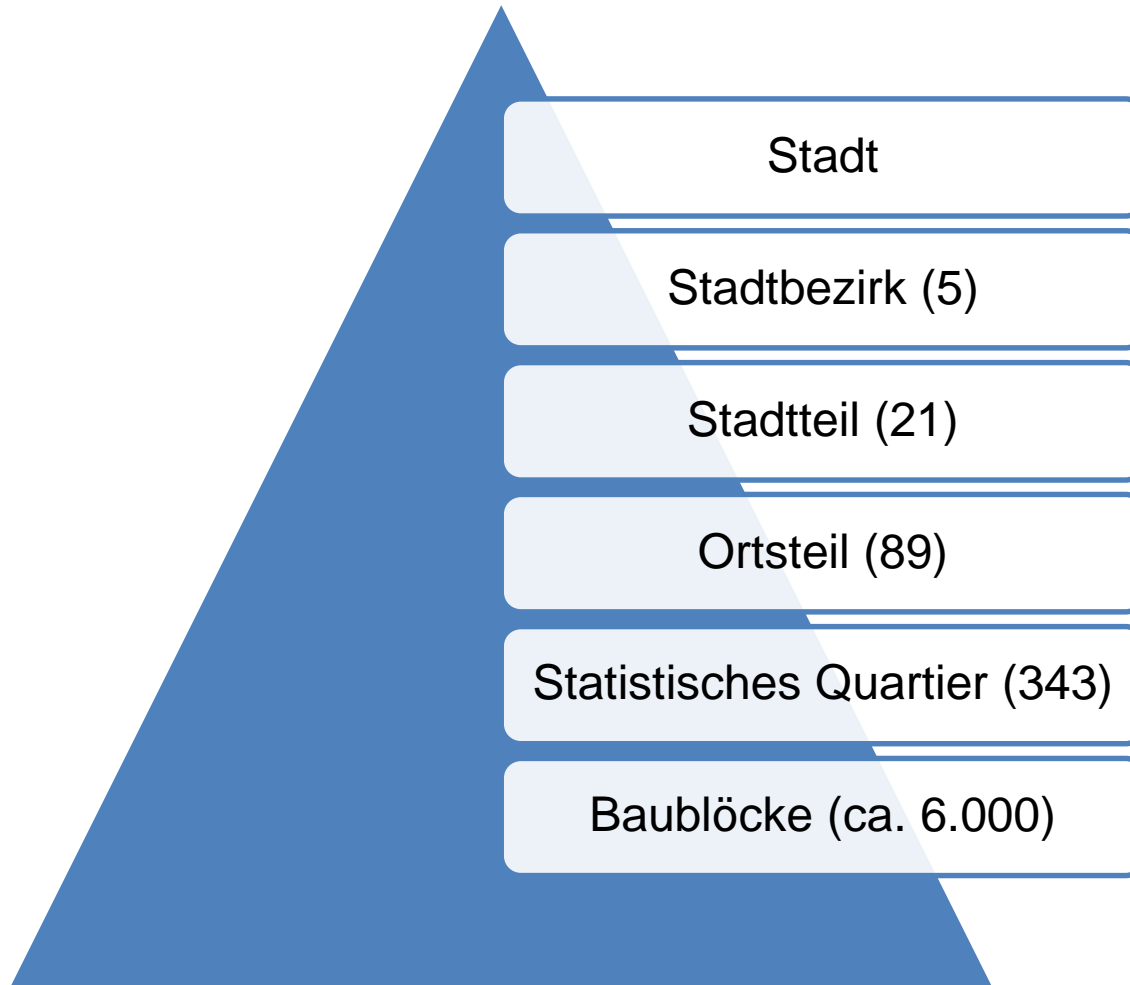 Stadt
Stadtbezirk (5)
Stadtteil (21)
Ortsteil (89)
Statistisches Quartier (343)
Baublöcke (ca. 6.000)